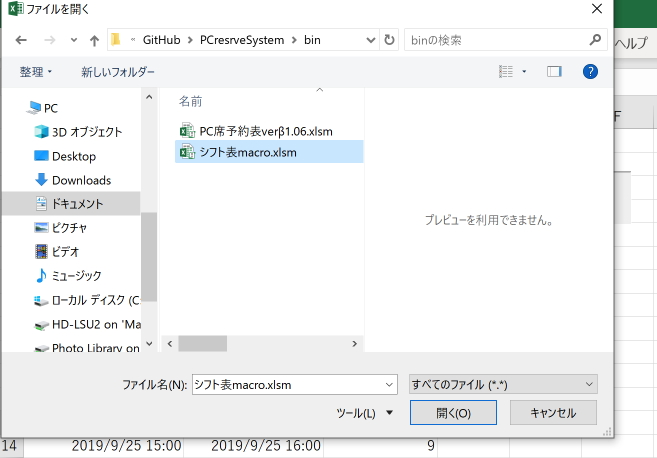 ファイルを開く
« GitHub › PCresrveSystem › bin
binの検索
ヘルプ
整理
新しいフォルダー
名前
F
PC
3D オブジェクト
Desktop
Downloads
ドキュメント
ピクチャ
ビデオ
ミュージック
ローカル ディスク (C
HD-LSU2 on 'Ma
Photo Library on
PC席予約表verβ1.06.xlsm
シフト表macro.xlsm
プレビューを利用できません。
ファイル名(N): シフト表macro.xlsm
すべてのファイル (*.*)
ツール(L)
開く(O)
キャンセル
14 2019/9/25 15:00 2019/9/25 16:00 9